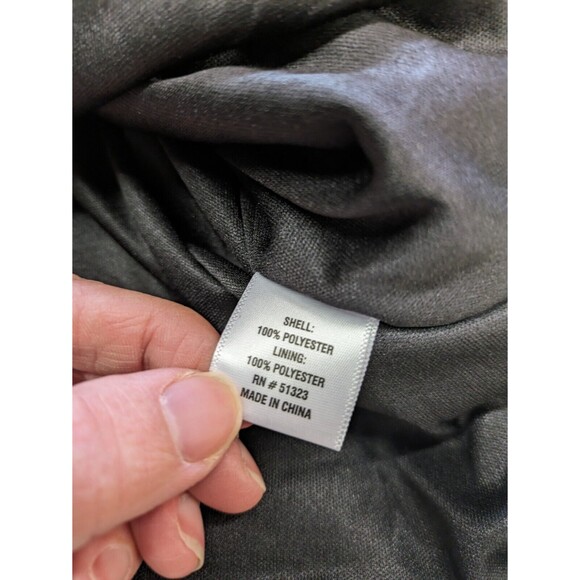 SHELL:
100% POLYESTER
LINING:
100% POLYESTER
RN # 51323
MADE IN CHINA